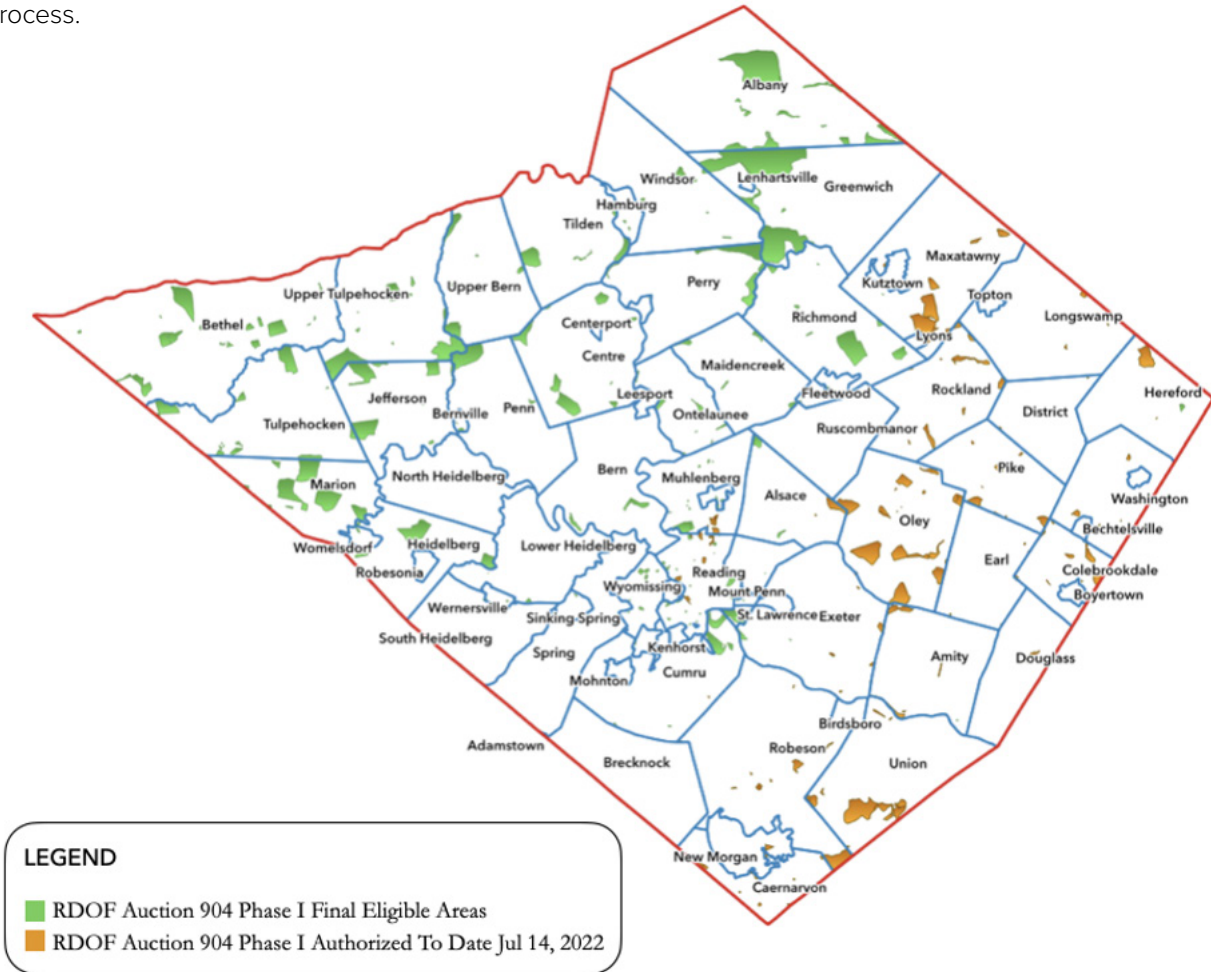 rocess.
Albany
Windsor
Lenhartsville
Greenwich
Hamburg
Tilden
Maxatawny
Upper Tulpehocken
Upper Bern
Perry
Kutztown
Topton
Bethel
Centerport
Richmond
Longswamp
Lyons
Centre
Maidencreek
Rockland
Hereford
Jefferson
Leesport
Fleetwood
Bernville
Penn
Ontelaunee
District
Tulpehocken
Ruscombmanor
Bern
Pike
North Heidelberg
Muhlenberg
Marion
Alsace
Washington
Oley
Bechtelsville
Womelsdorf
Heidelberg
Lower Heidelberg
Earl
Robesonia
Reading
Colebrookdale
Wyomissing
Mount Penn
Boyertown
Wernersville
Sinking Spring
St. Lawrence
Exeter
South Heidelberg
Spring
Kenhorst
Amity
Douglass
Mohnton
Cumru
Birdsboro
Adamstown
Robeson
Brecknock
Union
New Morgan
Caernarvon
LEGEND
RDOF Auction 904 Phase I Final Eligible Areas
RDOF Auction 904 Phase I Authorized To Date Jul 14, 2022